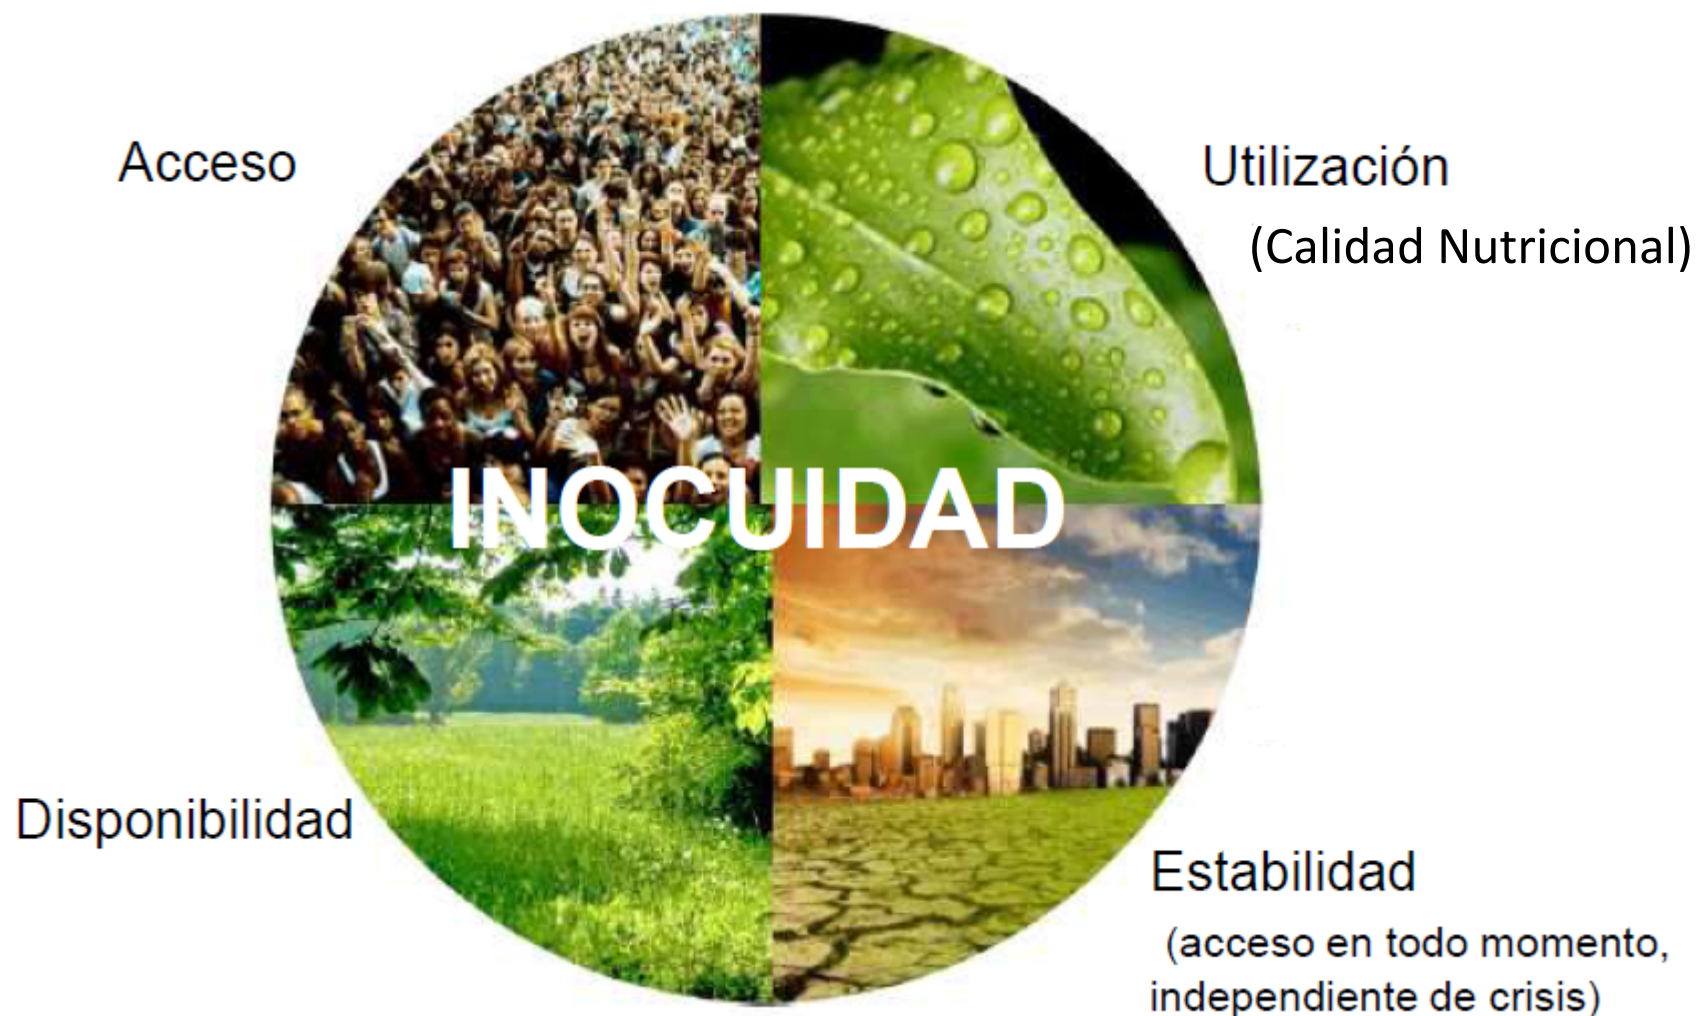 Acceso
Utilización
(Calidad Nutricional)
INOCUIDAD
Disponibilidad
Estabilidad
(acceso en todo momento,
independiente de crisis)